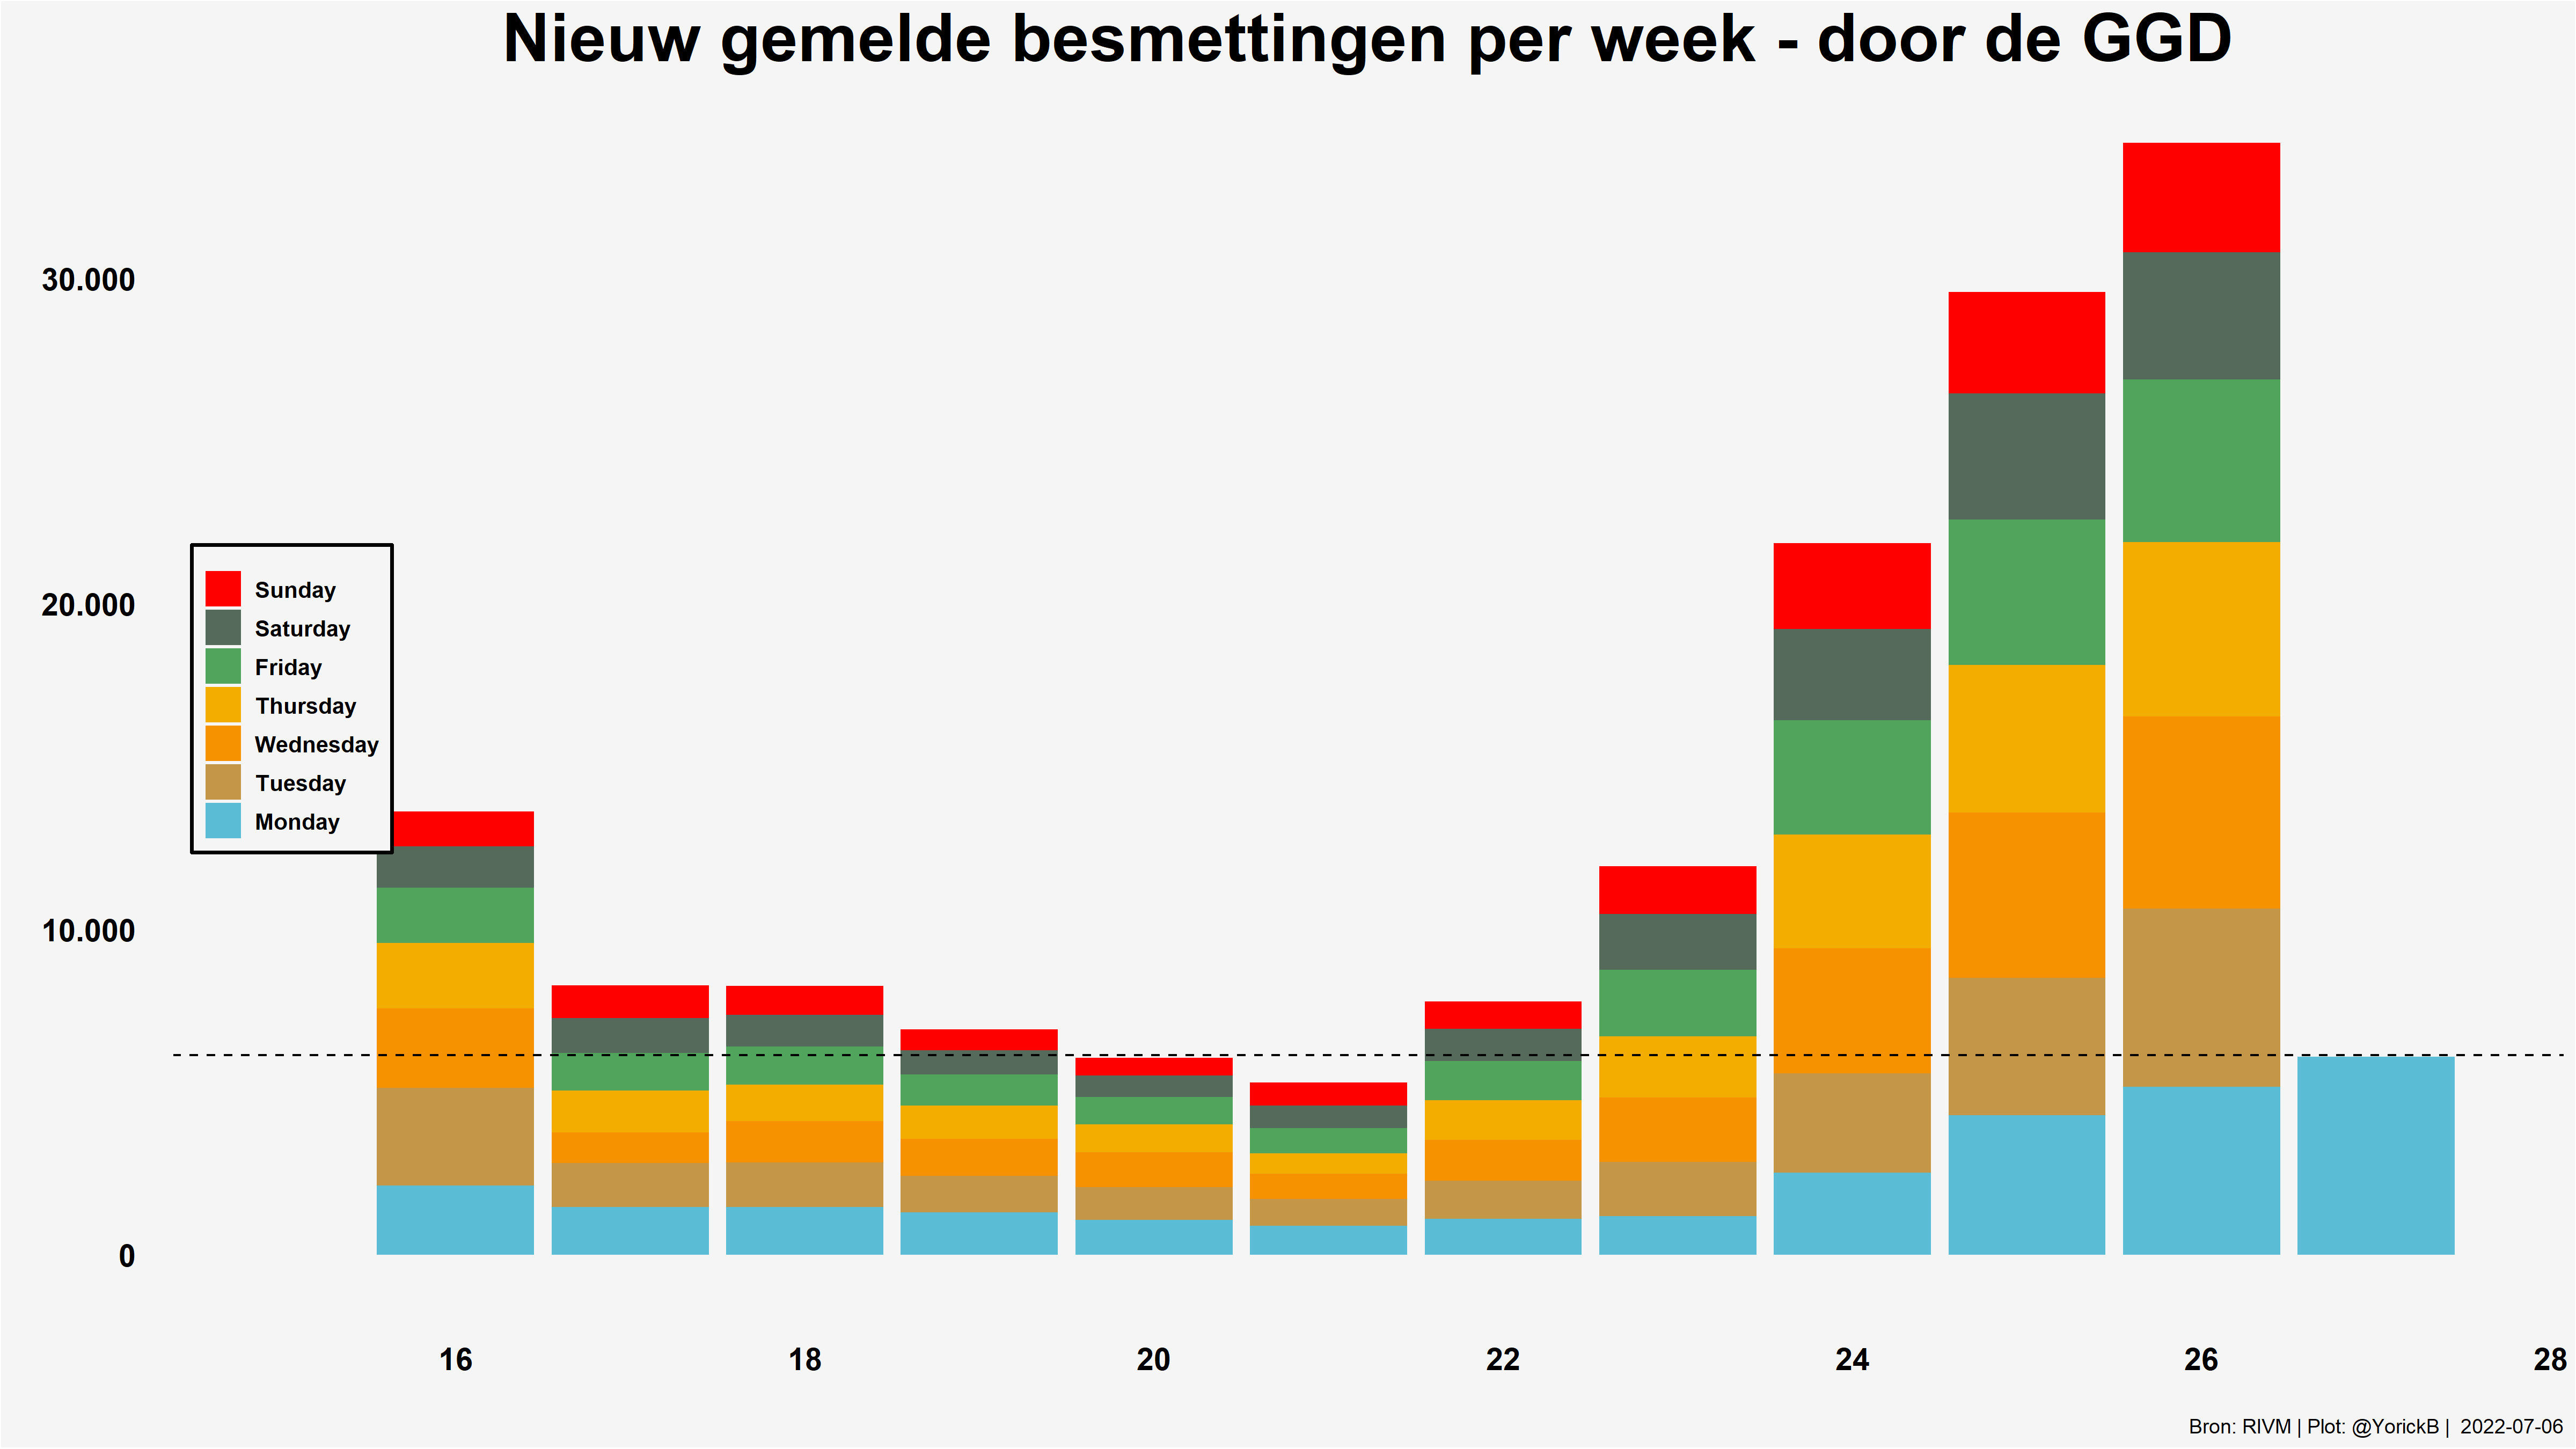 Nieuw gemelde besmettingen per week - door de GGD
30.000
20.000
10.000
0
Sunday
Saturday
Friday
Thursday
Wednesday
Tuesday
Monday
16 18 20 22 24 26 28
Bron: RIVM | Plot: @YorickB | 2022-07-06